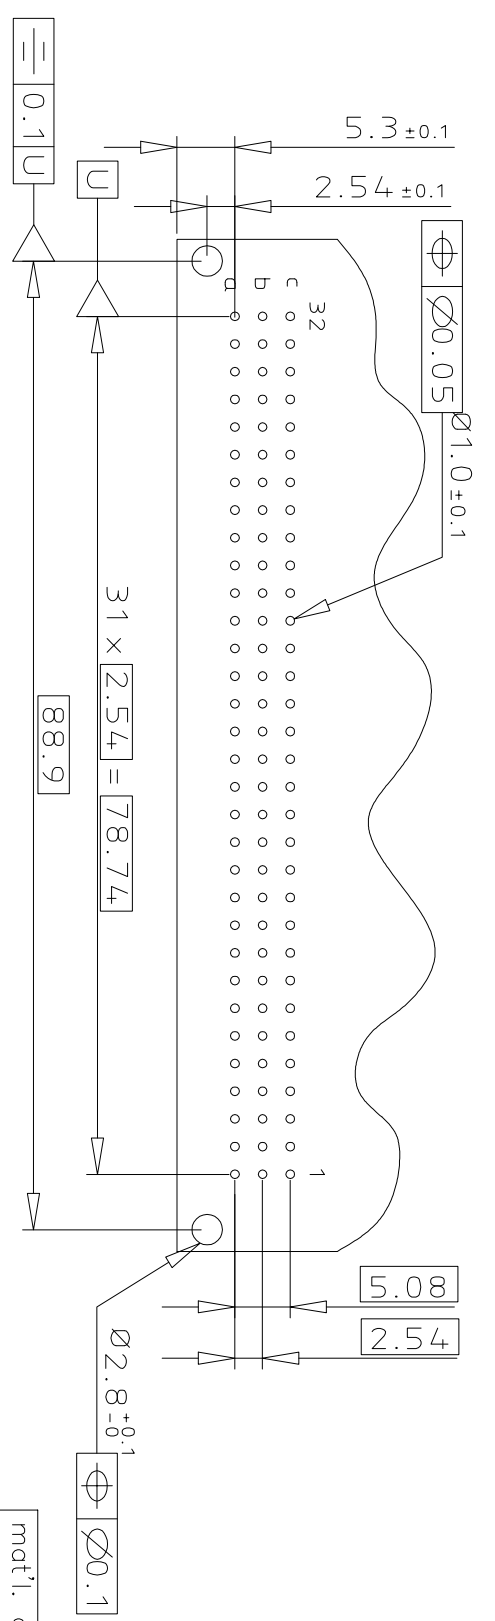 5.3 ±0.1
2.54 ±0.1
⌯ 0.1 U
U
⌖ Ø0.05
Ø1.0 ±0.1
a b c
32
31 x 2.54 = 78.74
88.9
1
5.08
2.54
Ø2.8 +0.1 -0
⌖ Ø0.1
mat'l.